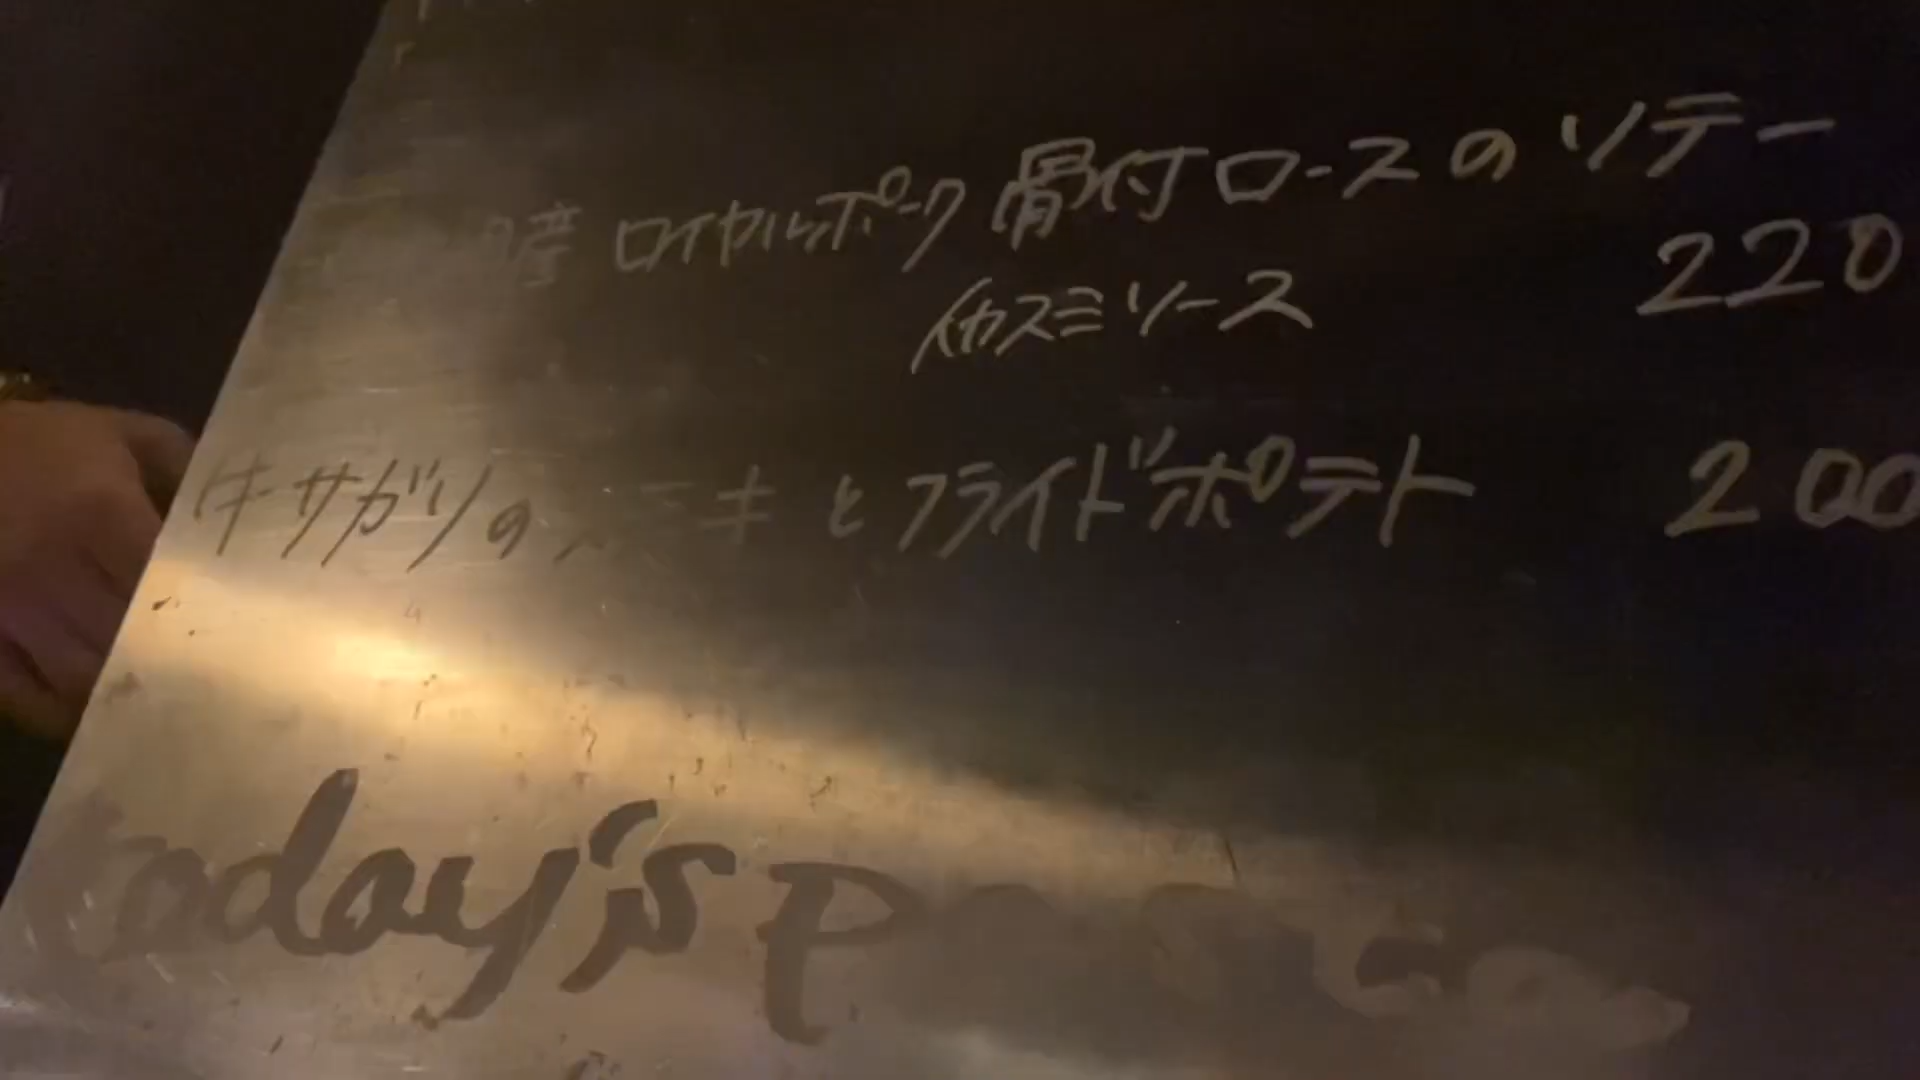 産 ロイヤルポーク 骨付ロースのソテー
イカスミソース 220
牛サガリの とフライドポテト 200
today's pasta